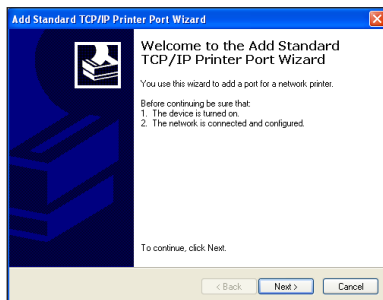 Add Standard TCP/IP Printer Port Wizard
Welcome to the Add Standard
TCP/IP Printer Port Wizard
You use this wizard to add a port for a network printer.
Before continuing be sure that:
1. The device is turned on.
2. The network is connected and configured.
To continue, click Next.
< Back Next > Cancel